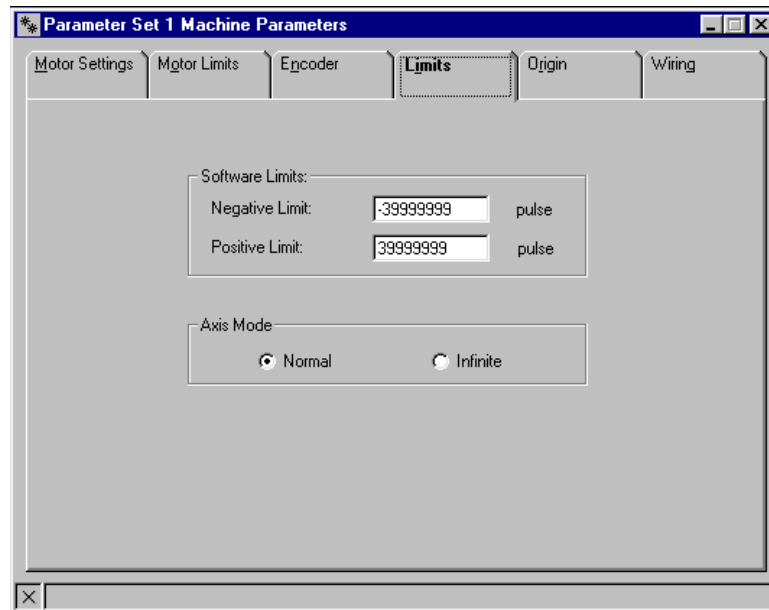 Parameter Set 1 Machine Parameters
Motor Settings Motor Limits Encoder Limits Origin Wiring
Software Limits:
Negative Limit: -39999999 pulse
Positive Limit: 39999999 pulse
Axis Mode
Normal Infinite